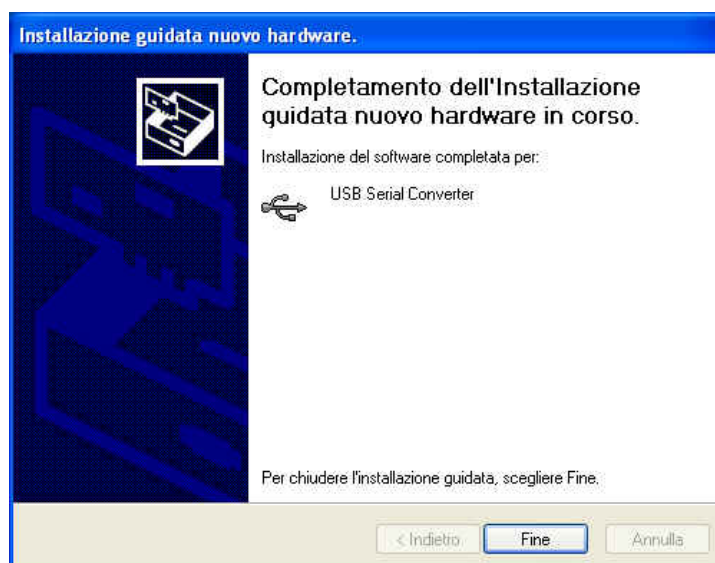 Installazione guidata nuovo hardware.
Completamento dell'Installazione
guidata nuovo hardware in corso.
Installazione del software completata per:
USB Serial Converter
Per chiudere l'installazione guidata, scegliere Fine.
< Indietro
Fine
Annulla